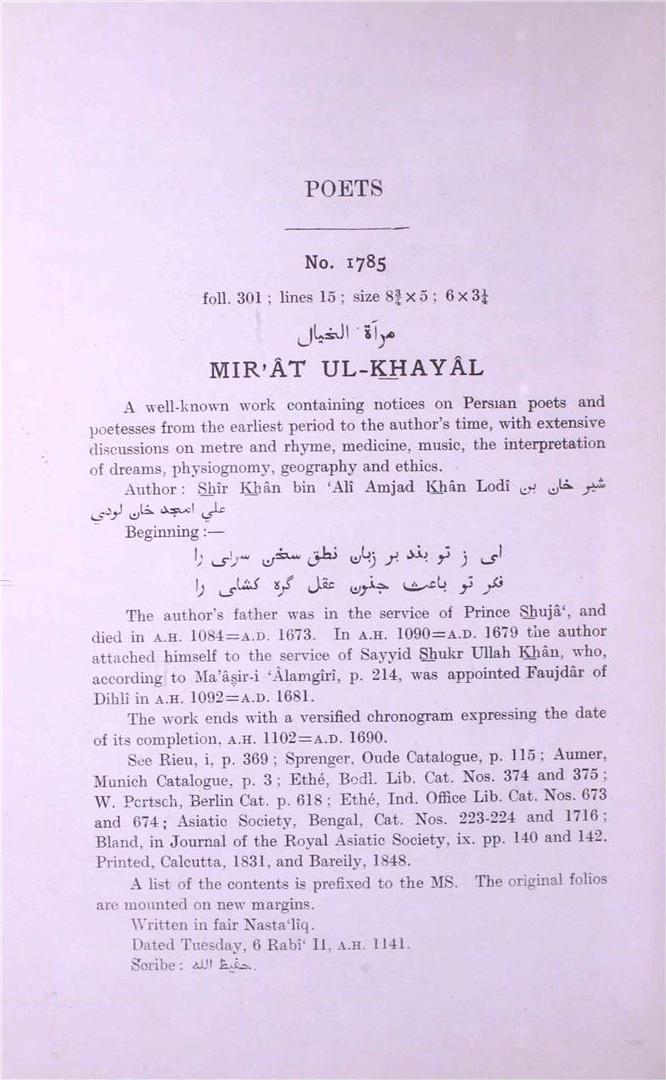 POETS
No. 1785
foll. 301 ; lines 15 ; size 8¾ × 5 ; 6 × 3¼
مرآة الخيال
MIR’ÂT UL-KHAYÂL
A well-known work containing notices on Persian poets and
poetesses from the earliest period to the author's time, with extensive
discussions on metre and rhyme, medicine, music, the interpretation
of dreams, physiognomy, geography and ethics.
Author : Shîr Khân bin ‘Alî Amjad Khân Lodî شير خان بن
علي امجد خان لودي
Beginning :—
اى ز تو بند بر زبان نطق سخن سراى را
فكر تو باعث جنون عقل گره كشاى را
The author's father was in the service of Prince Shujâ‘, and
died in A.H. 1084=A.D. 1673. In A.H. 1090=A.D. 1679 the author
attached himself to the service of Sayyid Shukr Ullah Khân, who,
according to Ma’âşir-i ‘Âlamgîrî, p. 214, was appointed Faujdâr of
Dihlî in A.H. 1092=A.D. 1681.
The work ends with a versified chronogram expressing the date
of its completion, A.H. 1102=A.D. 1690.
See Rieu, i, p. 369 ; Sprenger, Oude Catalogue, p. 115 ; Aumer,
Munich Catalogue, p. 3 ; Ethé, Bodl. Lib. Cat. Nos. 374 and 375 ;
W. Pertsch, Berlin Cat. p. 618 ; Ethé, Ind. Office Lib. Cat. Nos. 673
and 674 ; Asiatic Society, Bengal, Cat. Nos. 223-224 and 1716 ;
Bland, in Journal of the Royal Asiatic Society, ix. pp. 140 and 142.
Printed, Calcutta, 1831, and Bareily, 1848.
A list of the contents is prefixed to the MS. The original folios
are mounted on new margins.
Written in fair Nasta‘lîq.
Dated Tuesday, 6 Rabî‘ II, A.H. 1141.
Scribe : حفيظ الله.